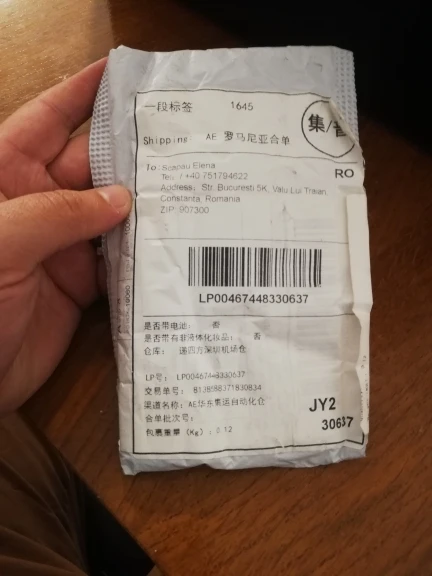 一段标签 1645
集/普
Shipping AE 罗马尼亚合单
To: Elena
RO
Tel: / +40 751794622
Address: Str. Bucuresti 5K, Valu Lui Traian,
Constanta, Romania
ZIP: 907300
LP00467448330637
是否带电池: 否
是否带有非液体化妆品: 否
仓库: 递四方深圳机场仓
LP号: LP00467448330637
交易单号:
渠道名称: AE华东集运自动化仓
合单批次号:
包裹重量 (Kg): 0.12
JY2
30637